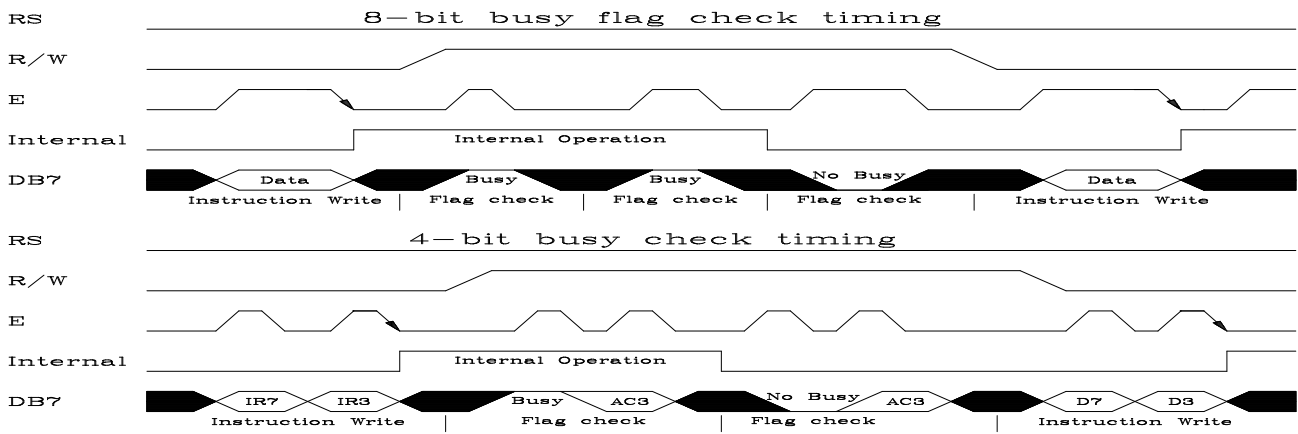 RS 8-bit busy flag check timing
R/W
E
Internal Internal Operation
DB7 Data Busy Busy No Busy Data
Instruction Write Flag check Flag check Flag check Instruction Write
RS 4-bit busy check timing
R/W
E
Internal Internal Operation
DB7 IR7 IR3 Busy AC3 No Busy AC3 D7 D3
Instruction Write Flag check Flag check Instruction Write